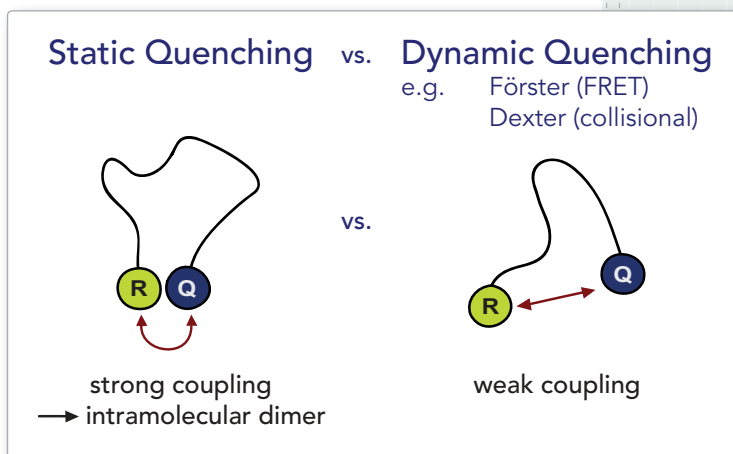 Static Quenching vs. Dynamic Quenching
e.g. Förster (FRET)
Dexter (collisional)
vs.
R Q
R Q
strong coupling
→ intramolecular dimer
weak coupling